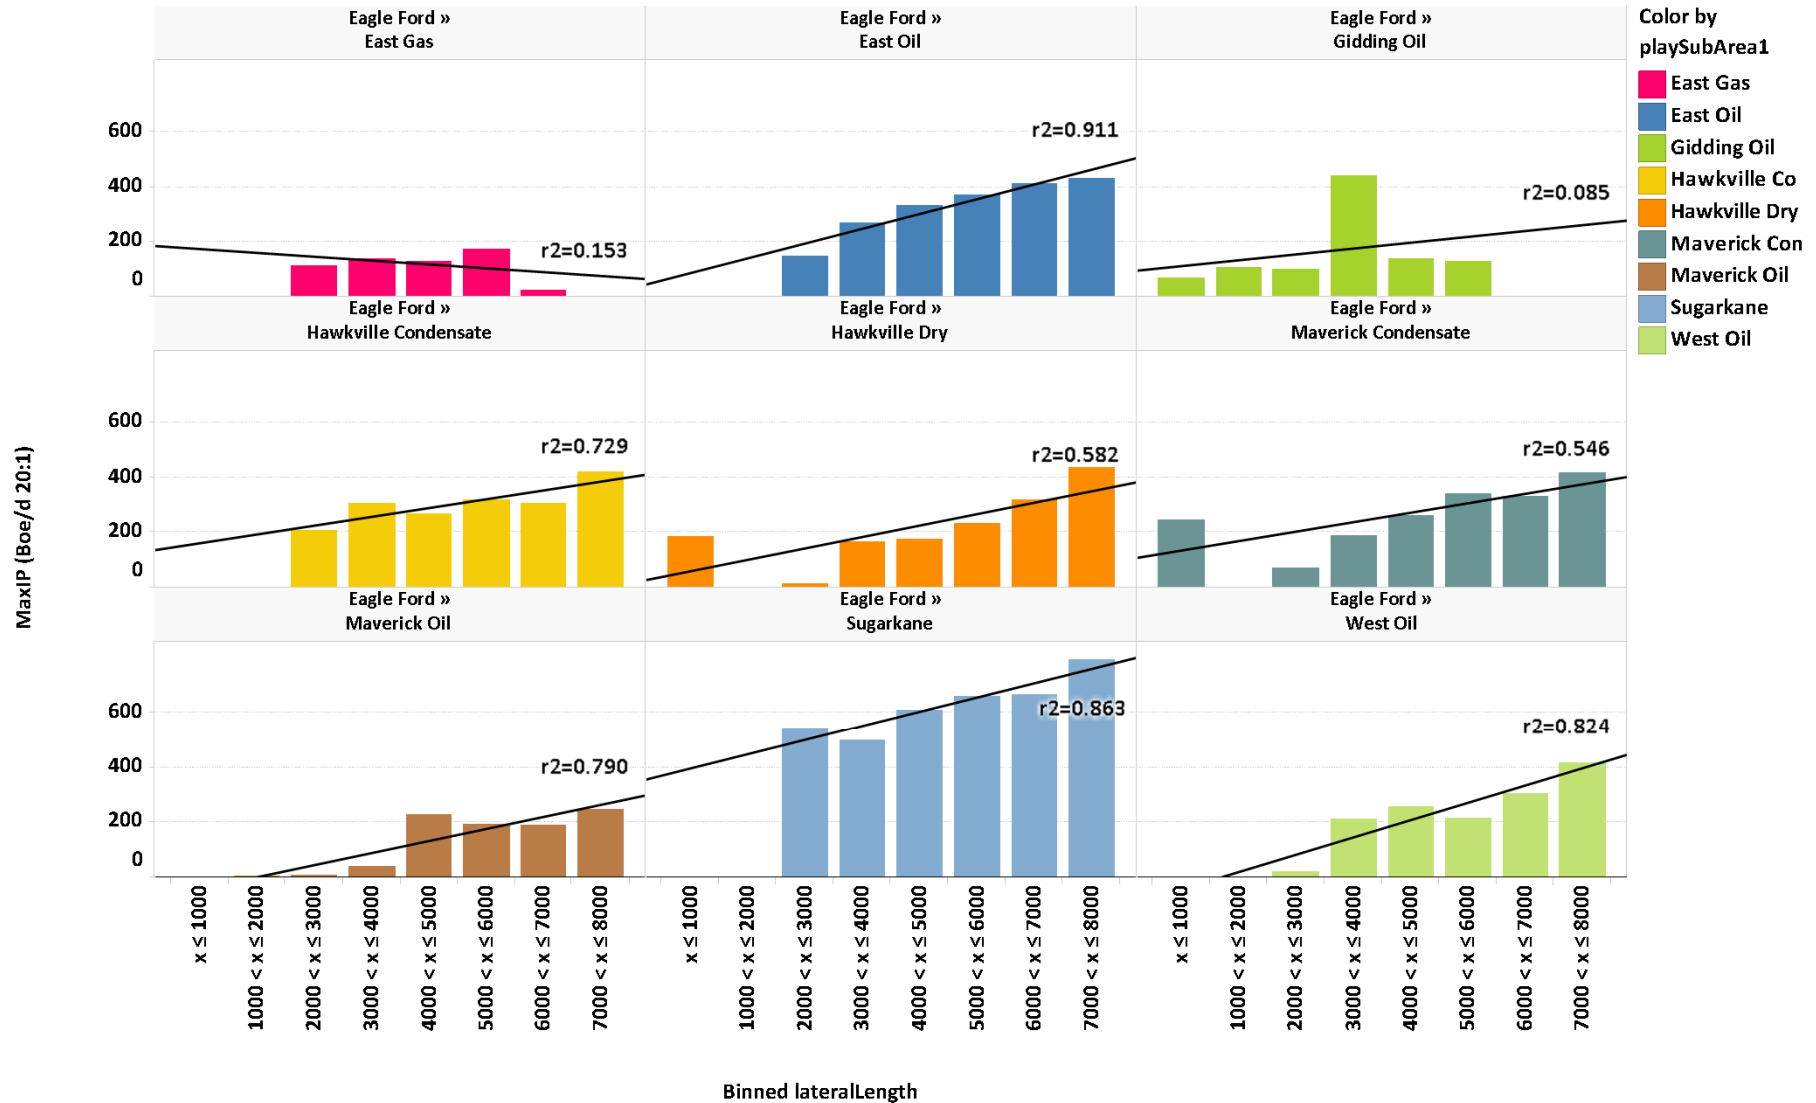 Eagle Ford »
East Gas
Eagle Ford »
East Oil
Eagle Ford »
Gidding Oil
Color by
playSubArea1
East Gas
East Oil
Gidding Oil
Hawkville Co
Hawkville Dry
Maverick Con
Maverick Oil
Sugarkane
West Oil
600
400
200
0
r2=0.153
r2=0.911
r2=0.085
Eagle Ford »
Hawkville Condensate
Eagle Ford »
Hawkville Dry
Eagle Ford »
Maverick Condensate
600
400
200
0
r2=0.729
r2=0.582
r2=0.546
MaxIP (Boe/d 20:1)
Eagle Ford »
Maverick Oil
Eagle Ford »
Sugarkane
Eagle Ford »
West Oil
600
400
200
0
r2=0.790
r2=0.863
r2=0.824
x ≤ 1000
1000 < x ≤ 2000
2000 < x ≤ 3000
3000 < x ≤ 4000
4000 < x ≤ 5000
5000 < x ≤ 6000
6000 < x ≤ 7000
7000 < x ≤ 8000
x ≤ 1000
1000 < x ≤ 2000
2000 < x ≤ 3000
3000 < x ≤ 4000
4000 < x ≤ 5000
5000 < x ≤ 6000
6000 < x ≤ 7000
7000 < x ≤ 8000
x ≤ 1000
1000 < x ≤ 2000
2000 < x ≤ 3000
3000 < x ≤ 4000
4000 < x ≤ 5000
5000 < x ≤ 6000
6000 < x ≤ 7000
7000 < x ≤ 8000
Binned lateralLength